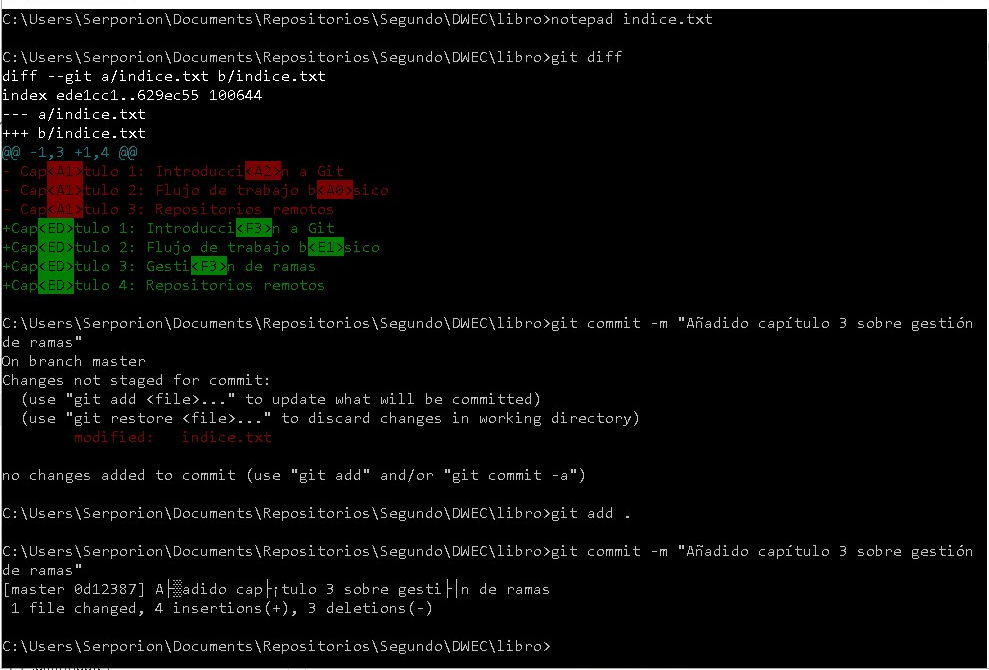 C:\Users\Serporion\Documents\Repositorios\Segundo\DWEC\libro>notepad indice.txt
C:\Users\Serporion\Documents\Repositorios\Segundo\DWEC\libro>git diff
diff --git a/indice.txt b/indice.txt
index ede1cc1..629ec55 100644
--- a/indice.txt
+++ b/indice.txt
@@ -1,3 +1,4 @@
- Cap<A1>tulo 1: Introducci<A2>n a Git
- Cap<A1>tulo 2: Flujo de trabajo b<A0>sico
- Cap<A1>tulo 3: Repositorios remotos
+Cap<ED>tulo 1: Introducci<F3>n a Git
+Cap<ED>tulo 2: Flujo de trabajo b<E1>sico
+Cap<ED>tulo 3: Gesti<F3>n de ramas
+Cap<ED>tulo 4: Repositorios remotos
C:\Users\Serporion\Documents\Repositorios\Segundo\DWEC\libro>git commit -m "Añadido capítulo 3 sobre gestión
de ramas"
On branch master
Changes not staged for commit:
  (use "git add <file>..." to update what will be committed)
  (use "git restore <file>..." to discard changes in working directory)
        modified:   indice.txt
no changes added to commit (use "git add" and/or "git commit -a")
C:\Users\Serporion\Documents\Repositorios\Segundo\DWEC\libro>git add .
C:\Users\Serporion\Documents\Repositorios\Segundo\DWEC\libro>git commit -m "Añadido capítulo 3 sobre gestión
de ramas"
[master 0d12387] A├▒adido cap├¡tulo 3 sobre gesti├│n de ramas
 1 file changed, 4 insertions(+), 3 deletions(-)
C:\Users\Serporion\Documents\Repositorios\Segundo\DWEC\libro>